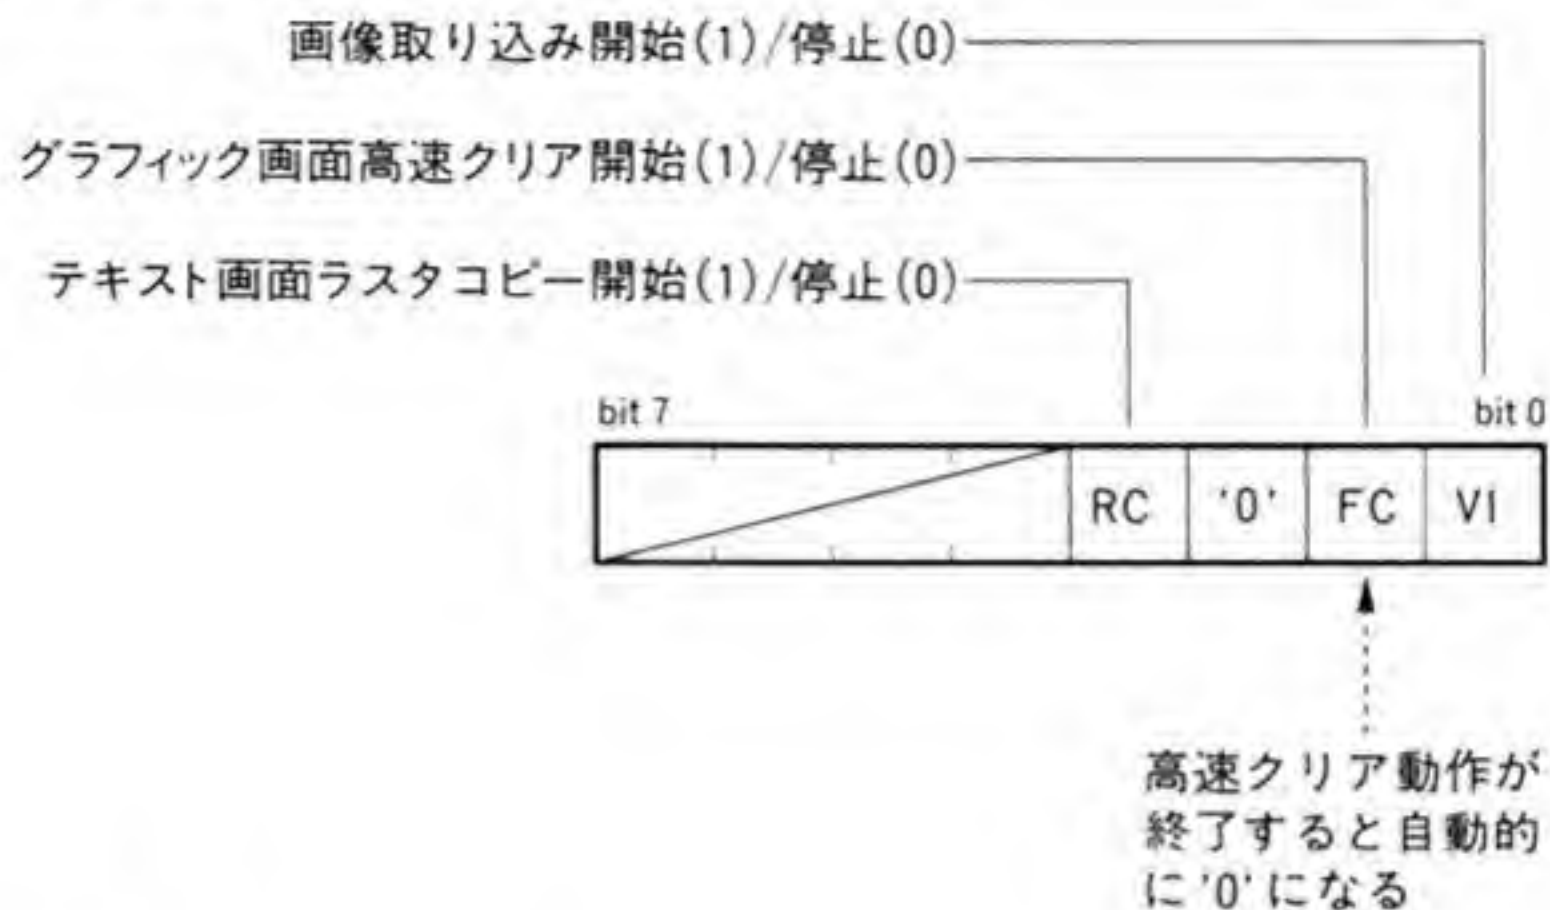 画像取り込み開始(1)/停止(0)
グラフィック画面高速クリア開始(1)/停止(0)
テキスト画面ラスタコピー開始(1)/停止(0)
bit 7 bit 0
RC '0' FC VI
高速クリア動作が
終了すると自動的
に'0'になる